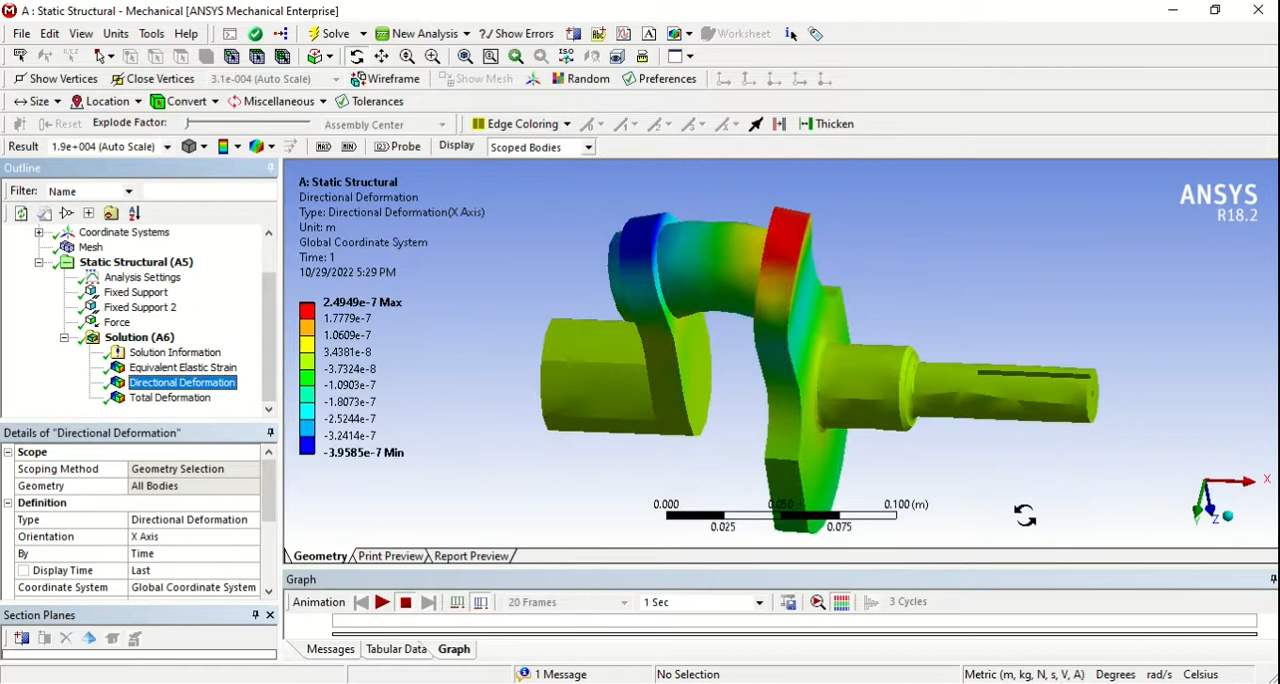 A : Static Structural - Mechanical [ANSYS Mechanical Enterprise]
File Edit View Units Tools Help Solve New Analysis ?/ Show Errors Worksheet
Show Vertices Close Vertices 3.1e-004 (Auto Scale) Wireframe Show Mesh Random Preferences
Size Location Convert Miscellaneous Tolerances
Reset Explode Factor: Assembly Center Edge Coloring Thicken
Result 1.9e+004 (Auto Scale) MAX MIN Probe Display Scoped Bodies
Outline
Filter: Name
Coordinate Systems
Mesh
Static Structural (A5)
Analysis Settings
Fixed Support
Fixed Support 2
Force
Solution (A6)
Solution Information
Equivalent Elastic Strain
Directional Deformation
Total Deformation
Details of "Directional Deformation"
Scope
Scoping Method Geometry Selection
Geometry All Bodies
Definition
Type Directional Deformation
Orientation X Axis
By Time
Display Time Last
Coordinate System Global Coordinate System
Section Planes
A: Static Structural
Directional Deformation
Type: Directional Deformation(X Axis)
Unit: m
Global Coordinate System
Time: 1
10/29/2022 5:29 PM
2.4949e-7 Max
1.7779e-7
1.0609e-7
3.4381e-8
-3.7324e-8
-1.0903e-7
-1.8073e-7
-2.5244e-7
-3.2414e-7
-3.9585e-7 Min
ANSYS
R18.2
0.000 0.050 0.100 (m)
0.025 0.075
X
Y
Z
Geometry Print Preview Report Preview
Graph
Animation 20 Frames 1 Sec 3 Cycles
Messages Tabular Data Graph
1 Message No Selection Metric (m, kg, N, s, V, A) Degrees rad/s Celsius